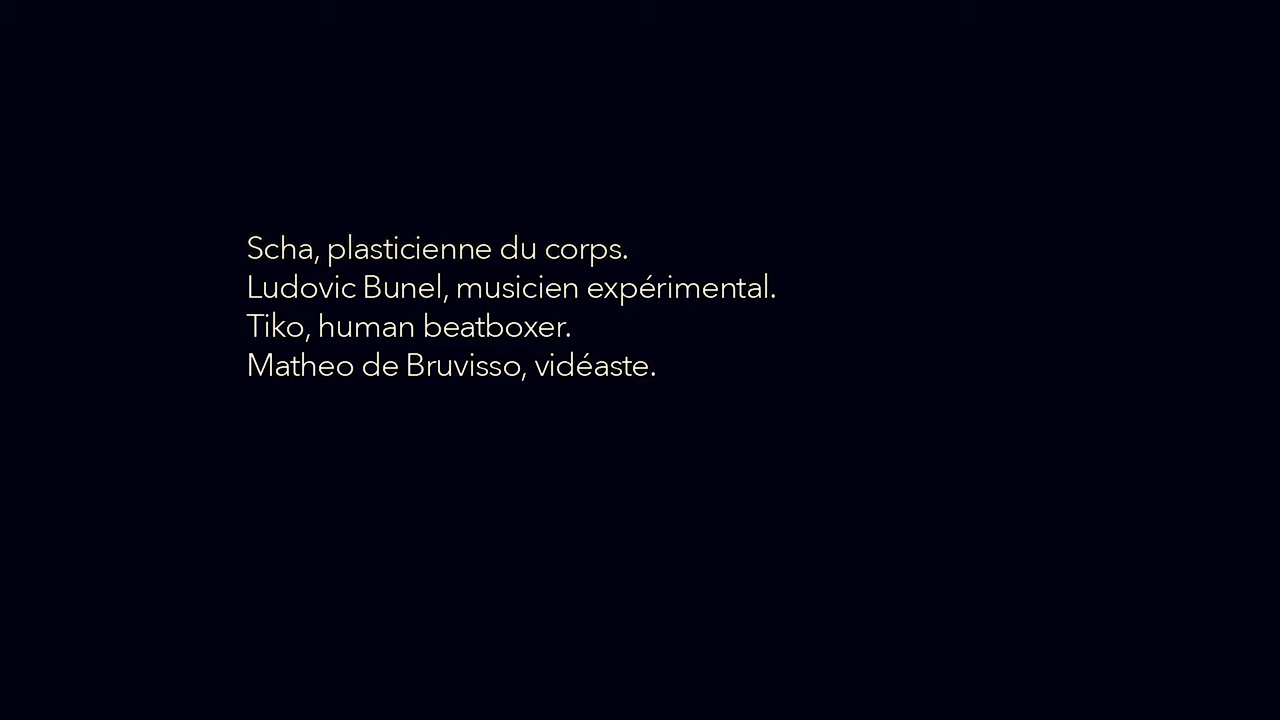 Scha, plasticienne du corps.
Ludovic Bunel, musicien expérimental.
Tiko, human beatboxer.
Matheo de Bruvisso, vidéaste.